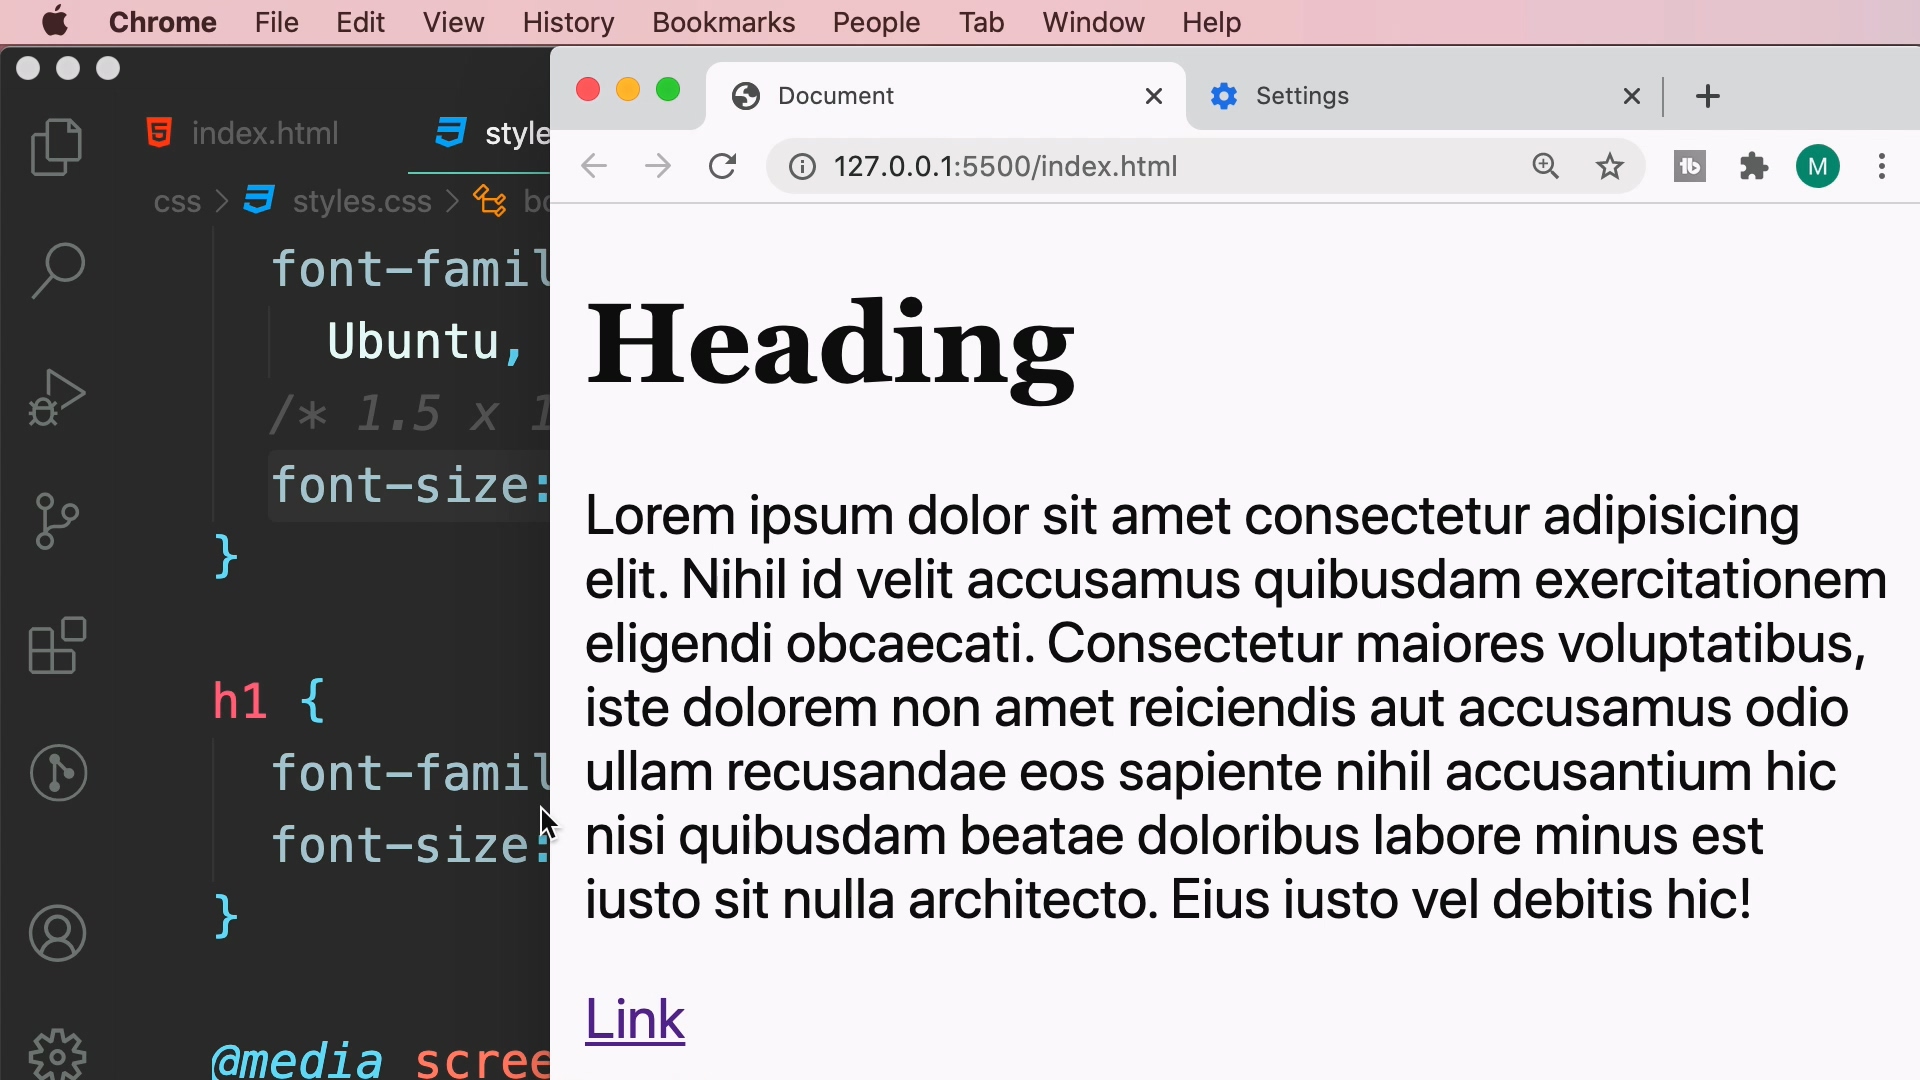 Chrome File Edit View History Bookmarks People Tab Window Help
index.html
style
css > styles.css > bo
font-famil
Ubuntu,
/* 1.5 x 1
font-size:
}
h1 {
font-famil
font-size:
}
@media scree
Document
Settings
127.0.0.1:5500/index.html
M
Heading
Lorem ipsum dolor sit amet consectetur adipisicing
elit. Nihil id velit accusamus quibusdam exercitationem
eligendi obcaecati. Consectetur maiores voluptatibus,
iste dolorem non amet reiciendis aut accusamus odio
ullam recusandae eos sapiente nihil accusantium hic
nisi quibusdam beatae doloribus labore minus est
iusto sit nulla architecto. Eius iusto vel debitis hic!
Link